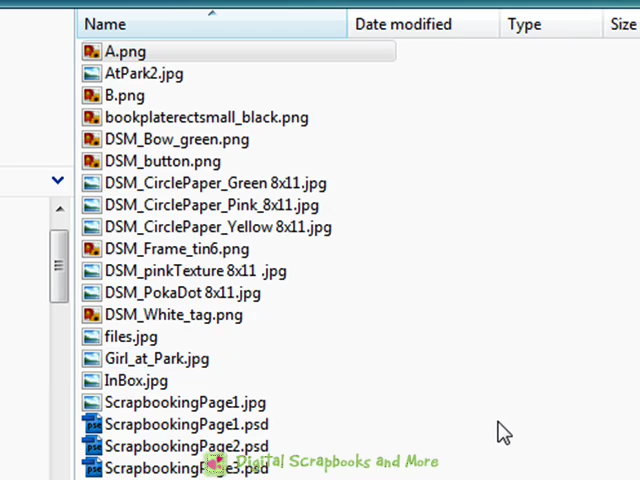 Name Date modified Type Size
A.png
AtPark2.jpg
B.png
bookplaterectsmall_black.png
DSM_Bow_green.png
DSM_button.png
DSM_CirclePaper_Green 8x11.jpg
DSM_CirclePaper_Pink_8x11.jpg
DSM_CirclePaper_Yellow 8x11.jpg
DSM_Frame_tin6.png
DSM_pinkTexture 8x11 .jpg
DSM_PokaDot 8x11.jpg
DSM_White_tag.png
files.jpg
Girl_at_Park.jpg
InBox.jpg
ScrapbookingPage1.jpg
ScrapbookingPage1.psd
ScrapbookingPage2.psd
ScrapbookingPage3.psd
Digital Scrapbooks and More